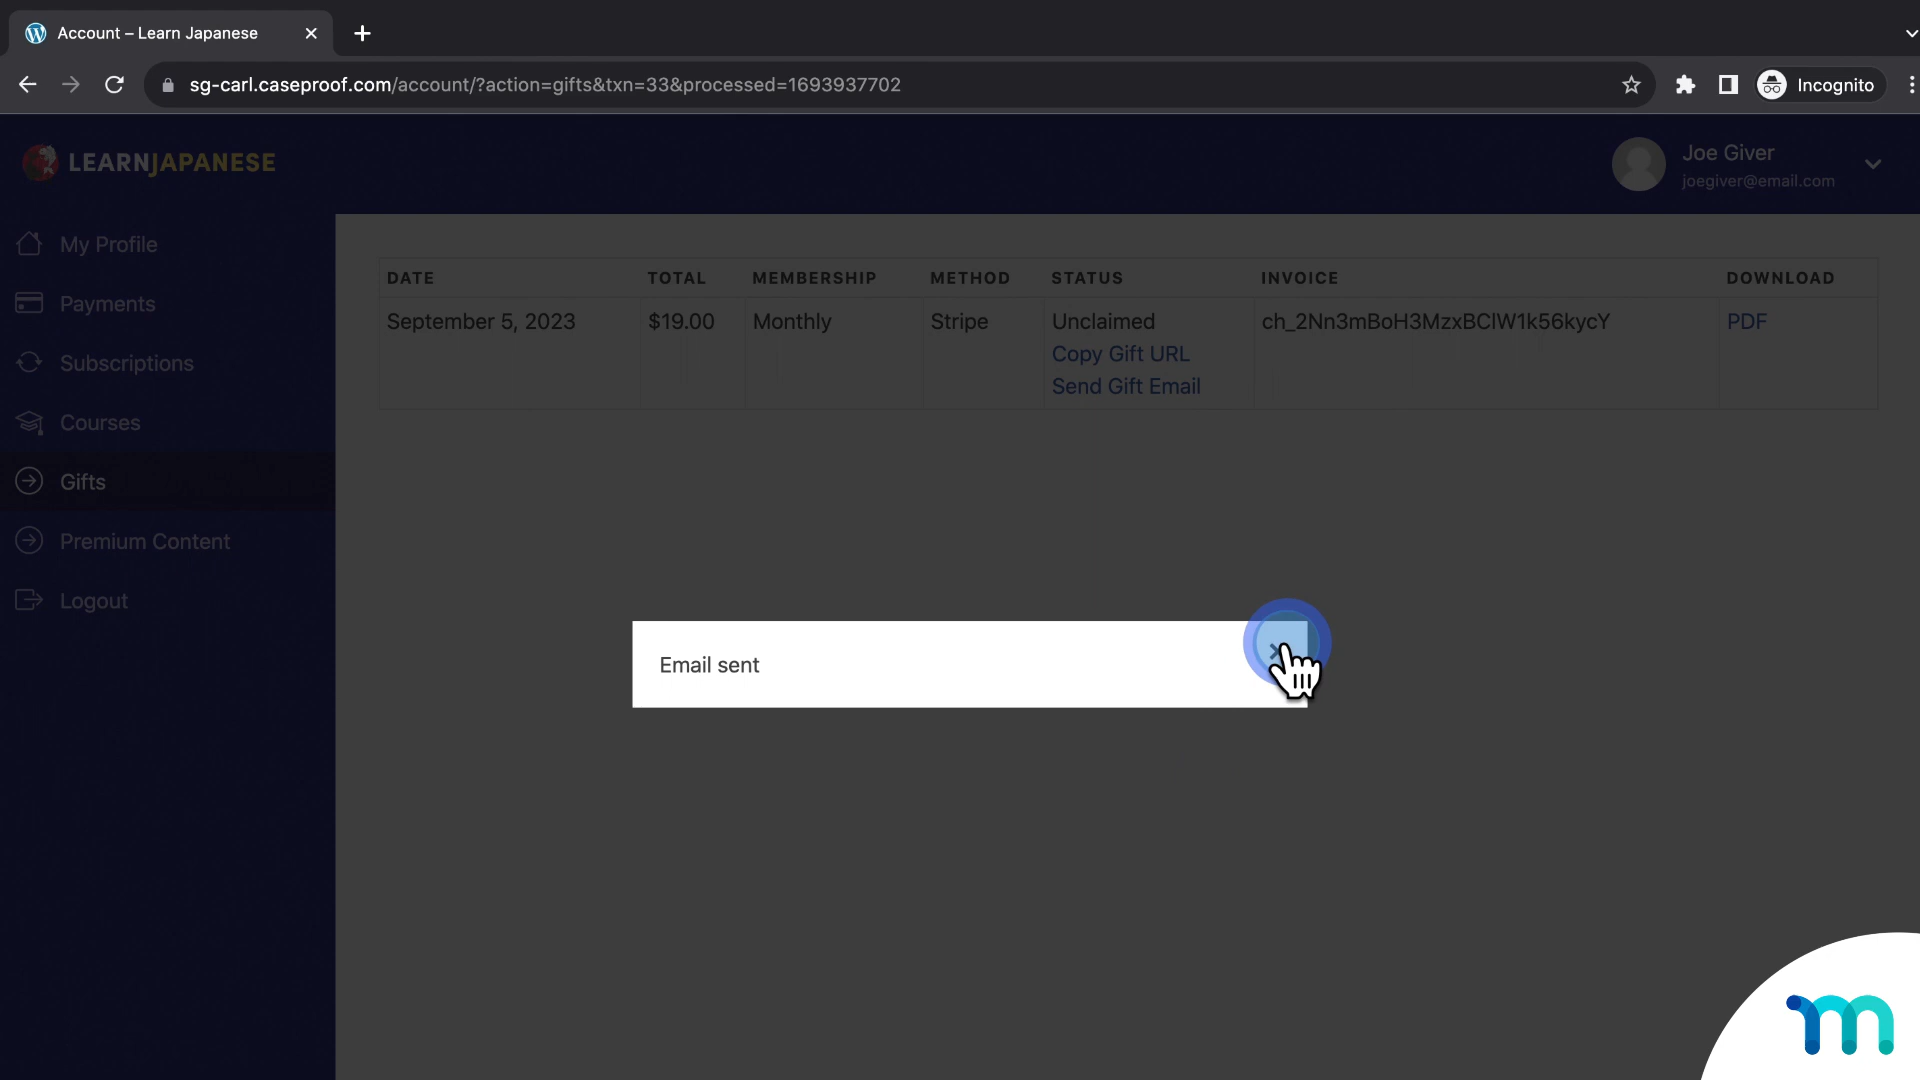 Account – Learn Japanese
sg-carl.caseproof.com/account/?action=gifts&txn=33&processed=1693937702
Incognito
LEARNJAPANESE
Joe Giver
joegiver@email.com
My Profile
Payments
Subscriptions
Courses
Gifts
Premium Content
Logout
DATE TOTAL MEMBERSHIP METHOD STATUS INVOICE DOWNLOAD
September 5, 2023 $19.00 Monthly Stripe Unclaimed ch_2Nn3mBoH3MzxBClW1k56kycY PDF
Copy Gift URL
Send Gift Email
Email sent